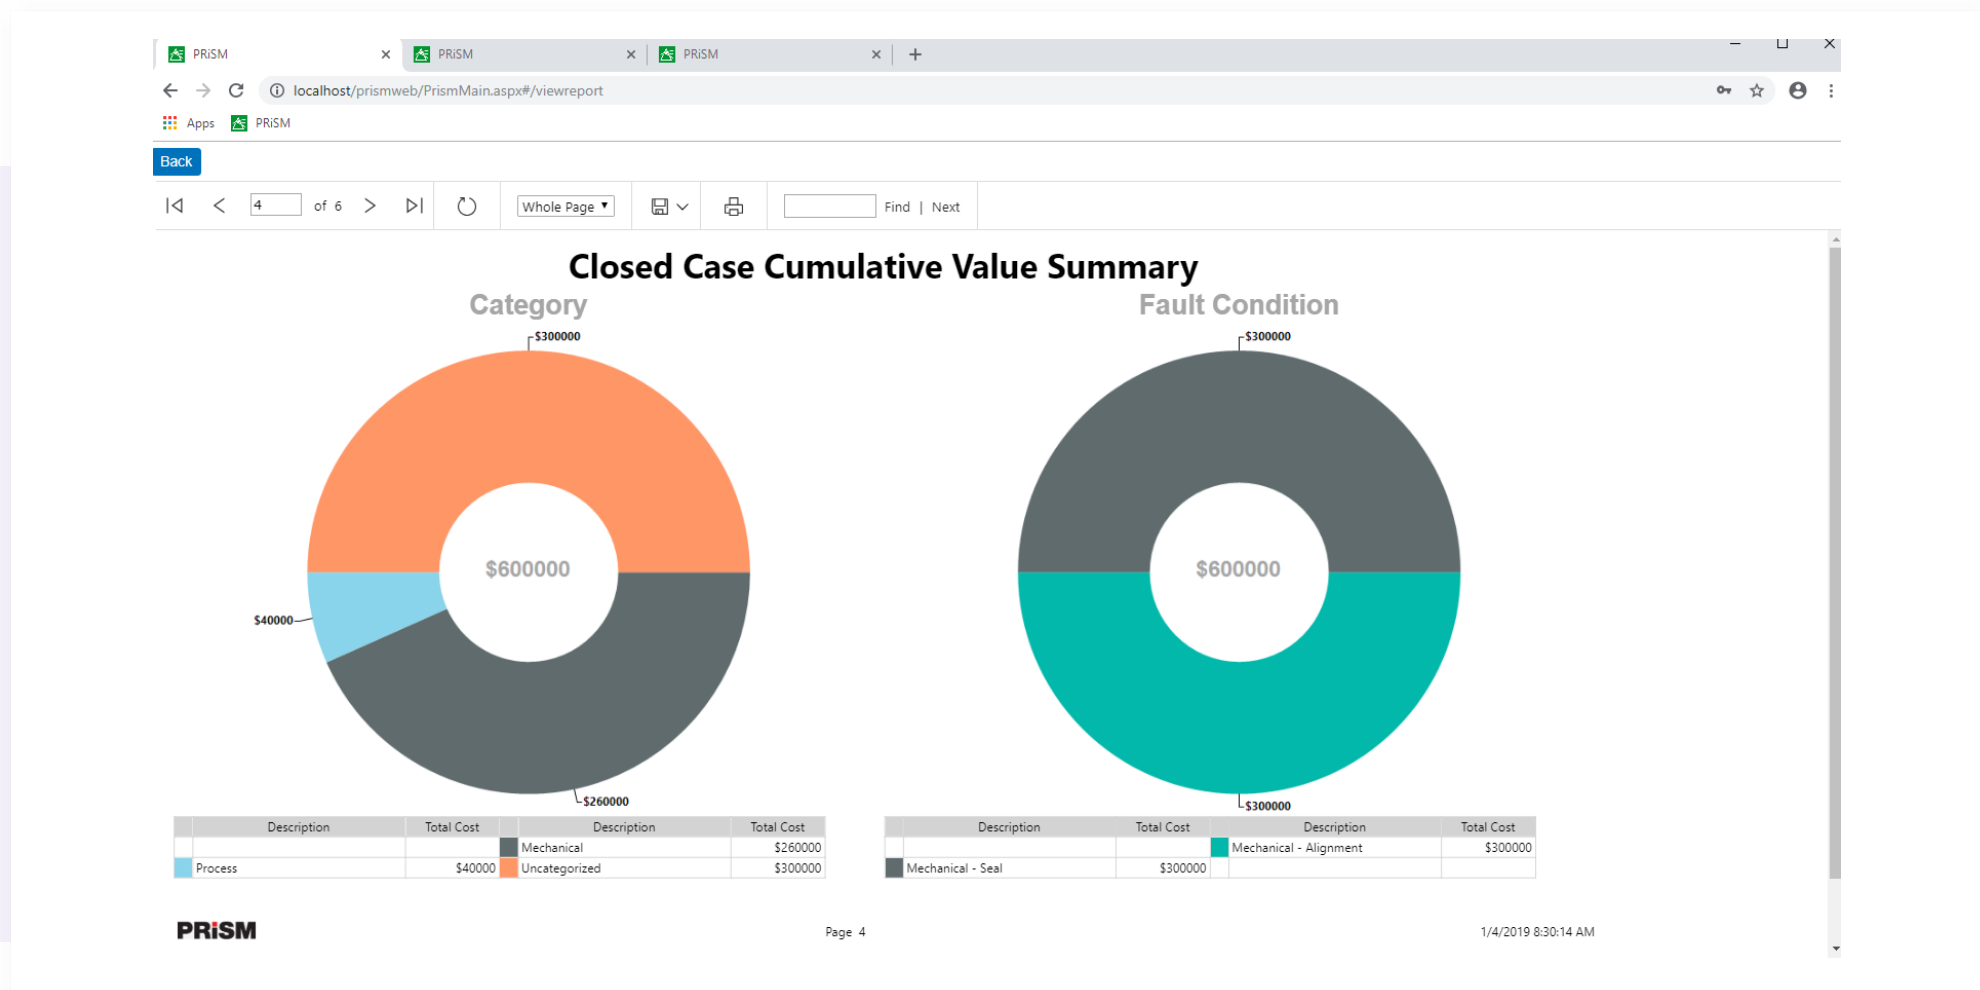 PRiSM
PRiSM
PRiSM
localhost/prismweb/PrismMain.aspx#/viewreport
Apps PRiSM
Back
4 of 6 Whole Page Find | Next
Closed Case Cumulative Value Summary
Category
Fault Condition
$300000
$300000
$600000
$600000
$40000
$260000
$300000
Description Total Cost Description Total Cost
Mechanical $260000
Process $40000 Uncategorized $300000
Description Total Cost Description Total Cost
Mechanical - Alignment $300000
Mechanical - Seal $300000
PRiSM
Page 4
1/4/2019 8:30:14 AM